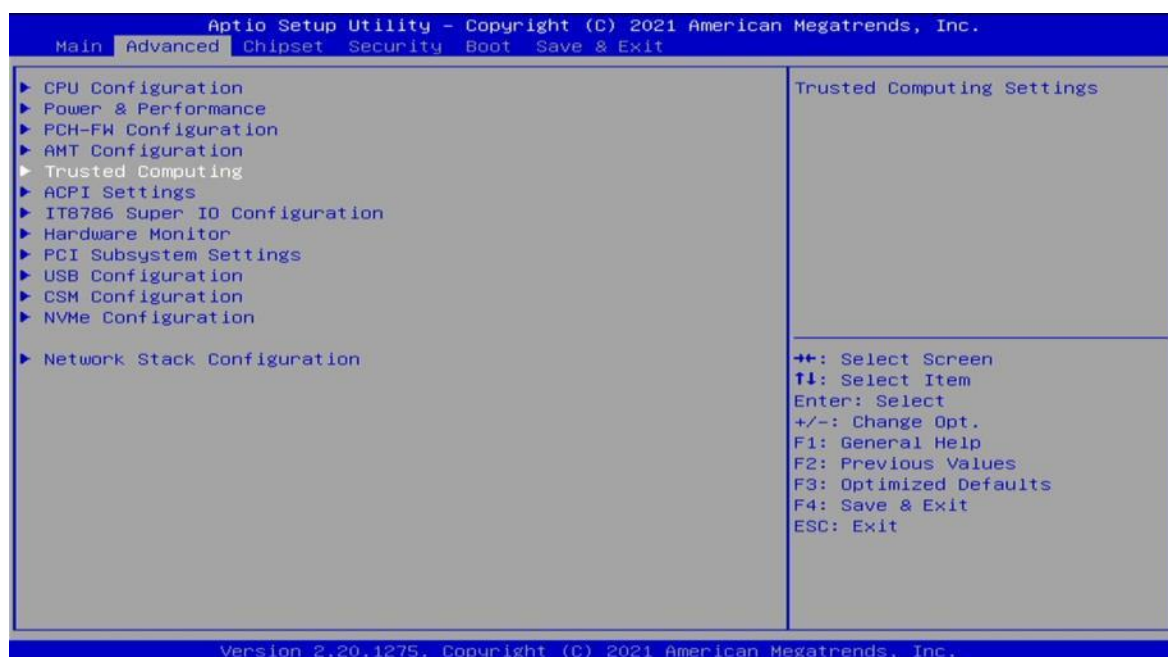 Aptio Setup Utility – Copyright (C) 2021 American Megatrends, Inc.
Main Advanced Chipset Security Boot Save & Exit
▶ CPU Configuration
▶ Power & Performance
▶ PCH-FW Configuration
▶ AMT Configuration
▶ Trusted Computing
▶ ACPI Settings
▶ IT8786 Super IO Configuration
▶ Hardware Monitor
▶ PCI Subsystem Settings
▶ USB Configuration
▶ CSM Configuration
▶ NVMe Configuration
▶ Network Stack Configuration
Trusted Computing Settings
→←: Select Screen
↑↓: Select Item
Enter: Select
+/-: Change Opt.
F1: General Help
F2: Previous Values
F3: Optimized Defaults
F4: Save & Exit
ESC: Exit
Version 2.20.1275. Copyright (C) 2021 American Megatrends, Inc.